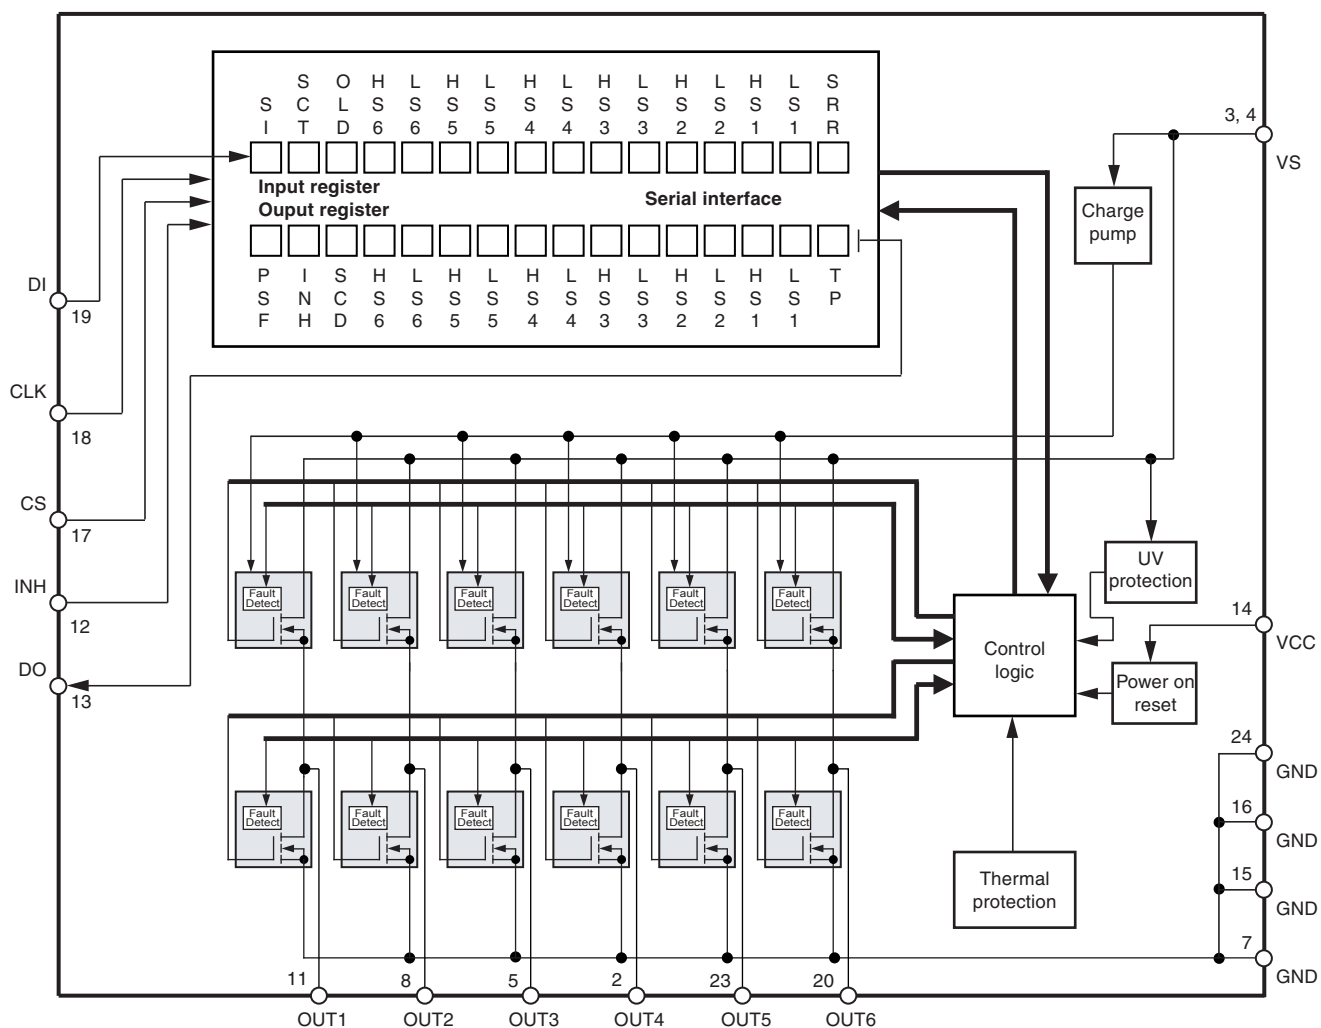 S O H L H L H L H L H L H L S
S C L S S S S S S S S S S S S R
I T D 6 6 5 5 4 4 3 3 2 2 1 1 R
Input register
Ouput register
Serial interface
P I S H L H L H L H L H L H L T
S N C S S S S S S S S S S S S P
F H D 6 6 5 5 4 4 3 3 2 2 1 1
3, 4
VS
Charge
pump
DI
19
CLK
18
CS
17
INH
12
DO
13
UV
protection
14
VCC
Control
logic
Power on
reset
Fault
Detect
Fault
Detect
Fault
Detect
Fault
Detect
Fault
Detect
Fault
Detect
24
GND
16
GND
15
GND
7
GND
Thermal
protection
Fault
Detect
Fault
Detect
Fault
Detect
Fault
Detect
Fault
Detect
Fault
Detect
11
8
5
2
23
20
OUT1
OUT2
OUT3
OUT4
OUT5
OUT6